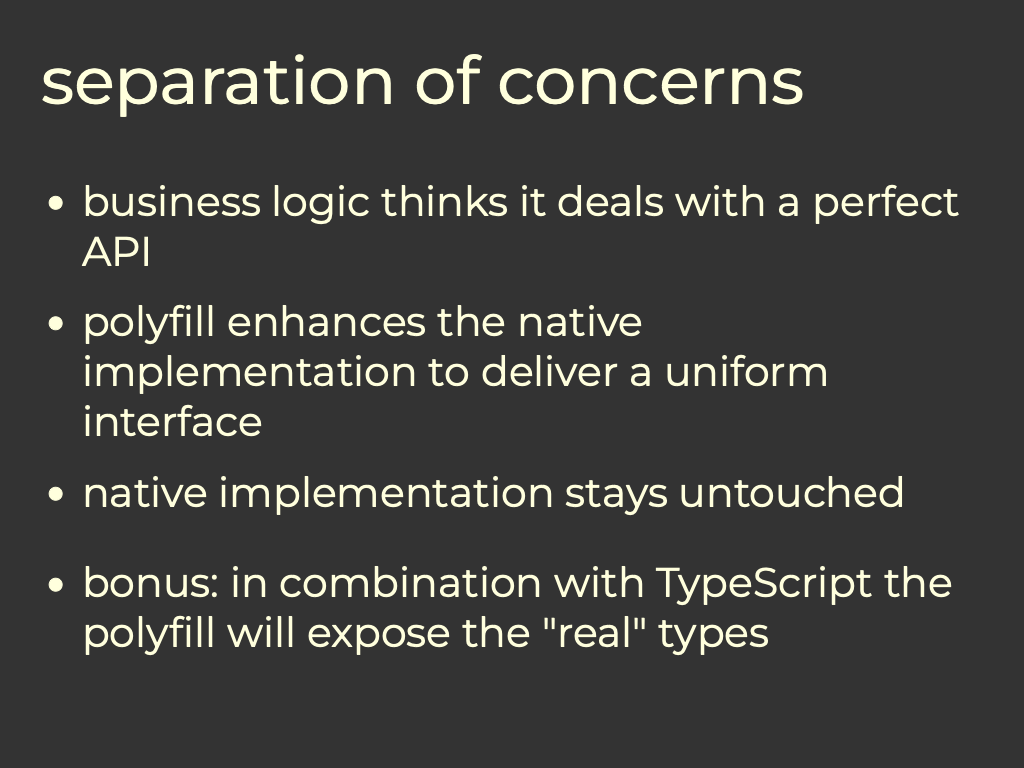 separation of concerns
• business logic thinks it deals with a perfect
API
• polyfill enhances the native
implementation to deliver a uniform
interface
• native implementation stays untouched
• bonus: in combination with TypeScript the
polyfill will expose the "real" types